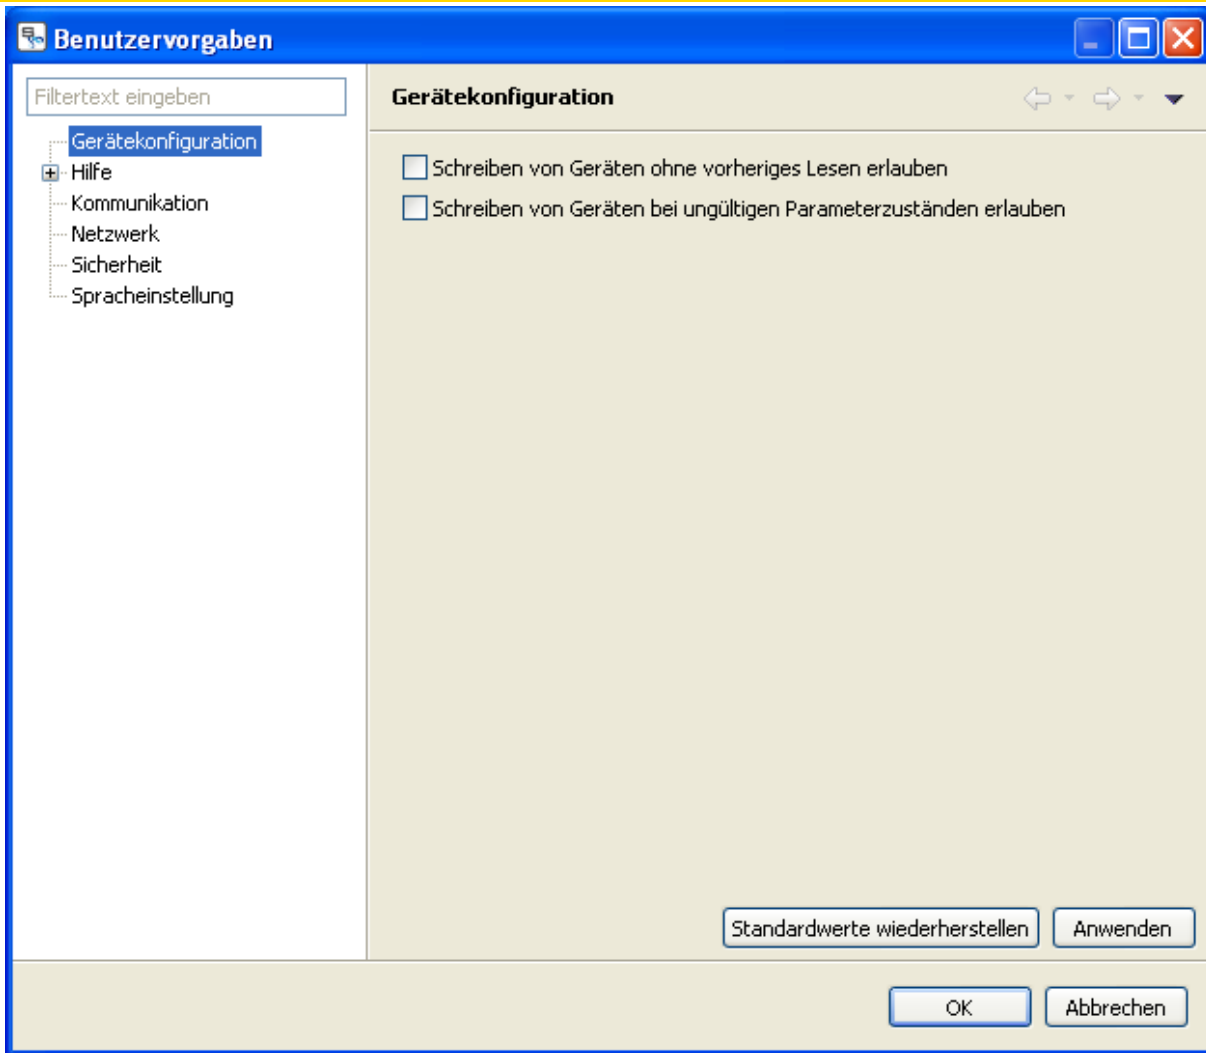 Benutzervorgaben
Filtertext eingeben
Gerätekonfiguration
Hilfe
Kommunikation
Netzwerk
Sicherheit
Spracheinstellung
Gerätekonfiguration
Schreiben von Geräten ohne vorheriges Lesen erlauben
Schreiben von Geräten bei ungültigen Parameterzuständen erlauben
Standardwerte wiederherstellen
Anwenden
OK
Abbrechen